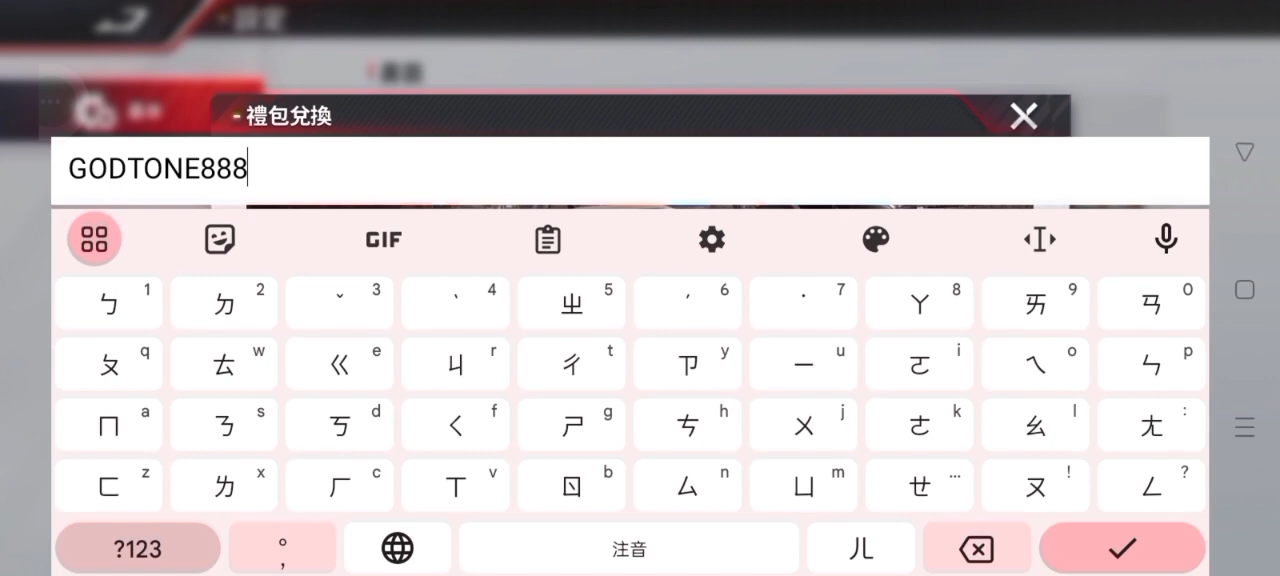 設定
- 禮包兌換
GODTONE888
GIF
ㄅ 1 ㄉ 2 ˇ 3 ˋ 4 ㄓ 5 ˊ 6 ˙ 7 ㄚ 8 ㄞ 9 ㄢ 0
ㄆ q ㄊ w ㄍ e ㄐ r ㄔ t ㄗ y ㄧ u ㄛ i ㄟ o ㄣ p
ㄇ a ㄋ s ㄎ d ㄑ f ㄕ g ㄘ h ㄨ j ㄜ k ㄠ l ㄤ :
ㄈ z ㄌ x ㄏ c ㄒ v ㄖ b ㄙ n ㄩ m ㄝ … ㄡ ! ㄥ ?
?123 ° , 注音 ㄦ